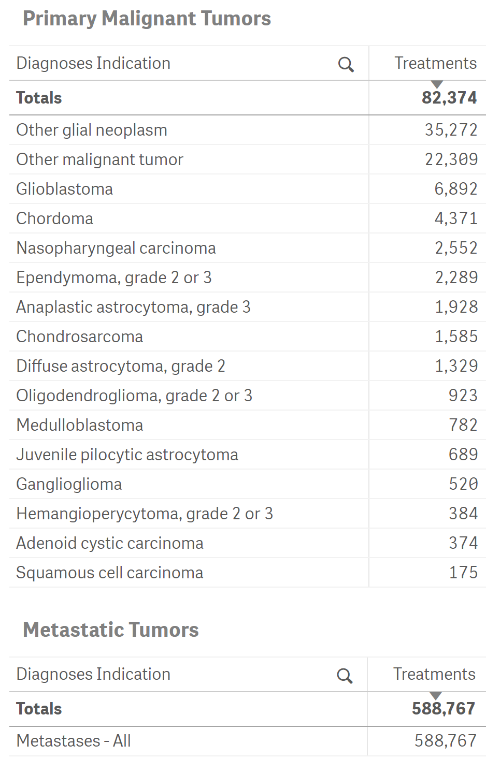 Primary Malignant Tumors
Diagnoses Indication Treatments
Totals 82,374
Other glial neoplasm 35,272
Other malignant tumor 22,309
Glioblastoma 6,892
Chordoma 4,371
Nasopharyngeal carcinoma 2,552
Ependymoma, grade 2 or 3 2,289
Anaplastic astrocytoma, grade 3 1,928
Chondrosarcoma 1,585
Diffuse astrocytoma, grade 2 1,329
Oligodendroglioma, grade 2 or 3 923
Medulloblastoma 782
Juvenile pilocytic astrocytoma 689
Ganglioglioma 520
Hemangioperycytoma, grade 2 or 3 384
Adenoid cystic carcinoma 374
Squamous cell carcinoma 175
Metastatic Tumors
Diagnoses Indication Treatments
Totals 588,767
Metastases - All 588,767